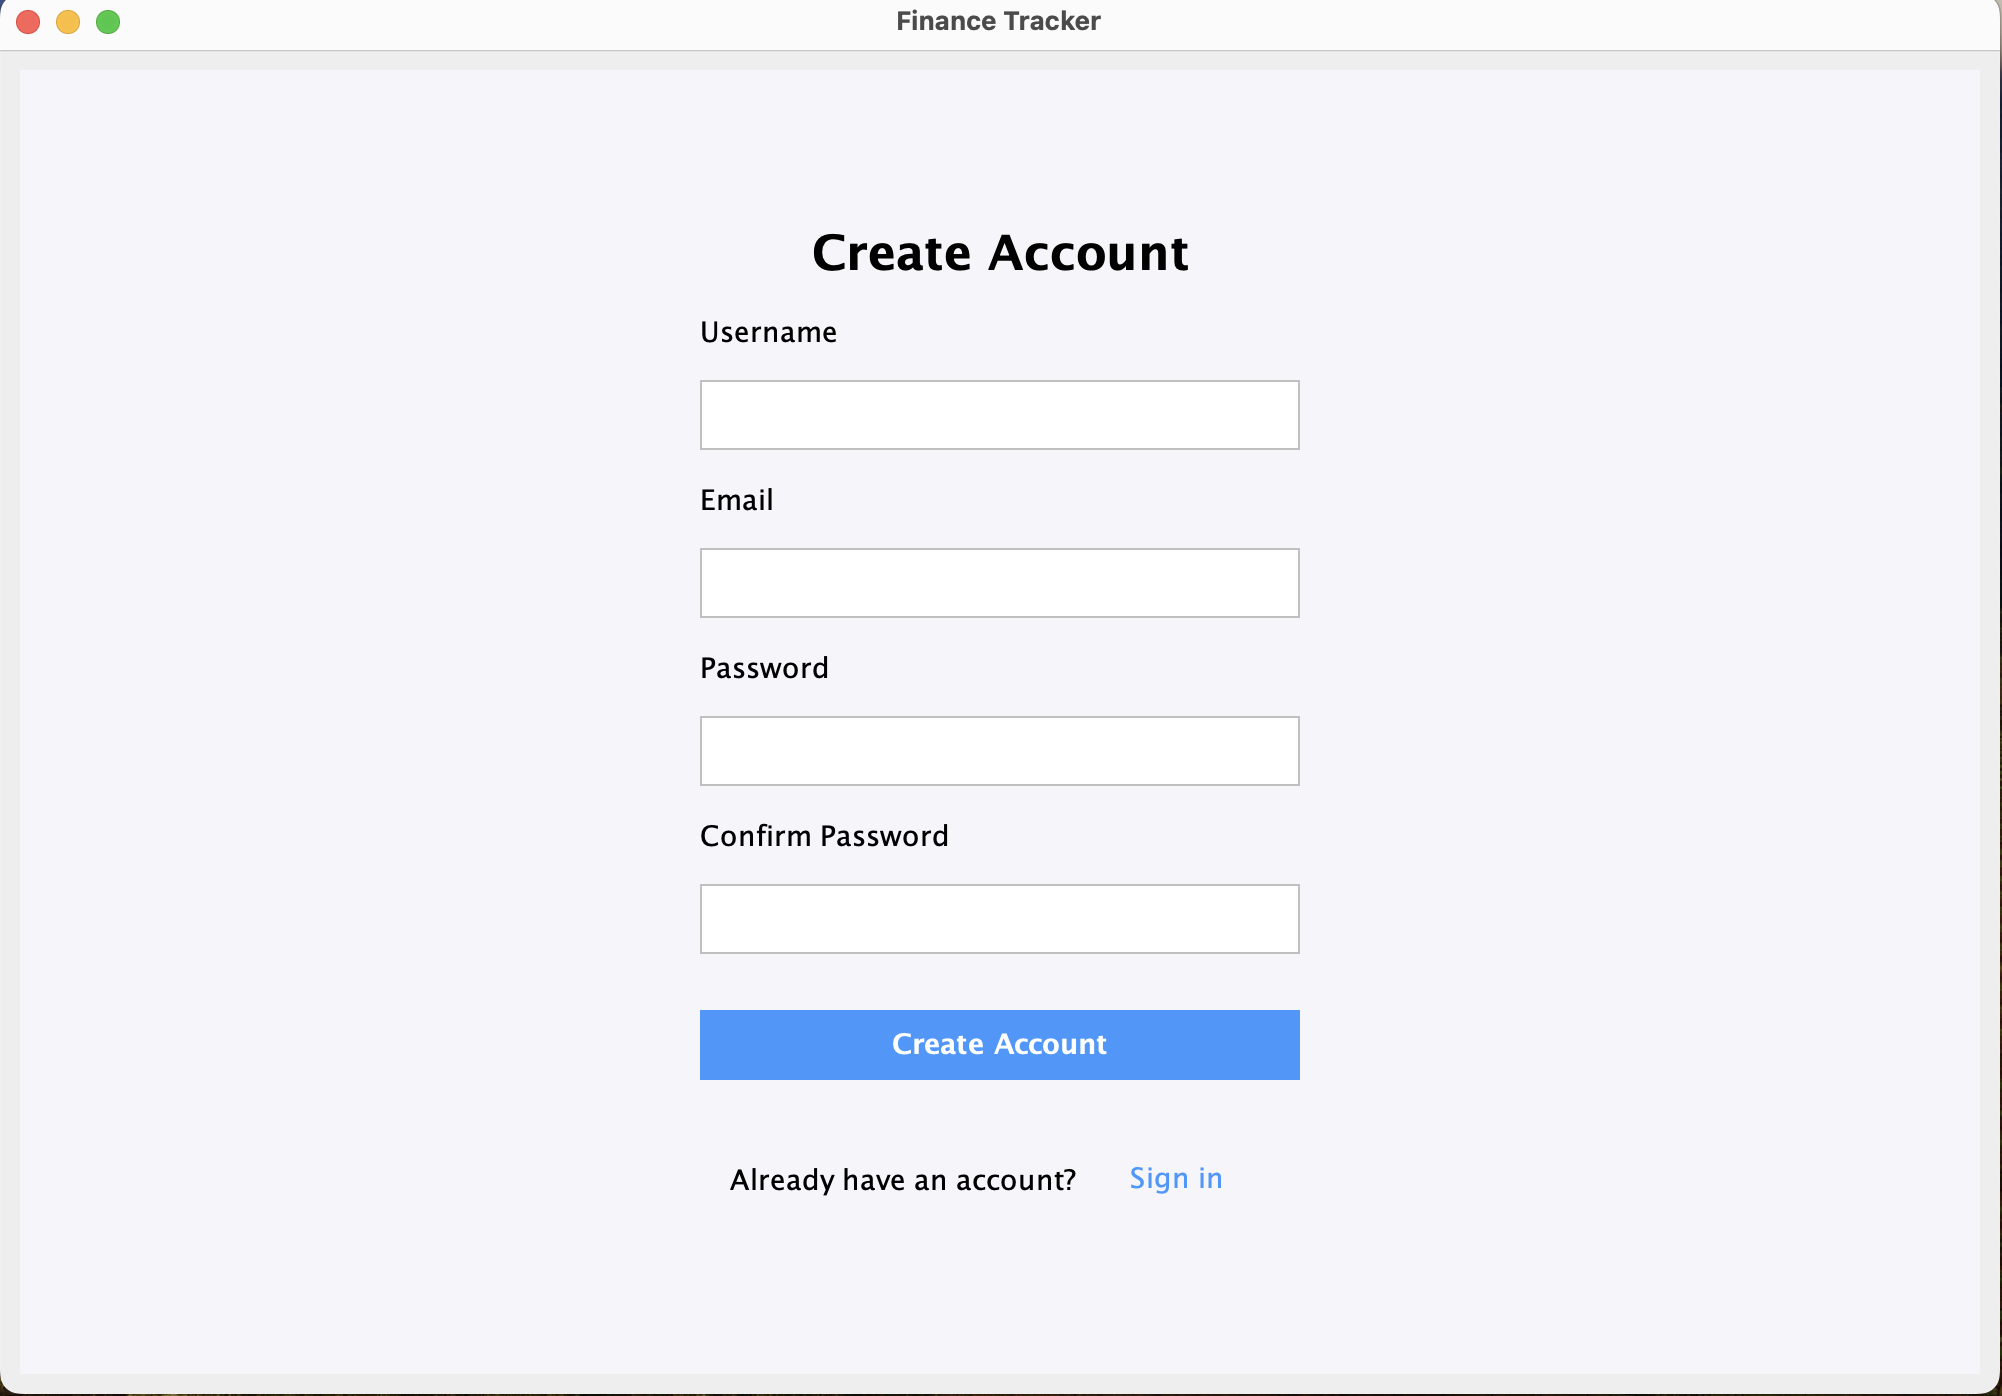 Finance Tracker
Create Account
Username
Email
Password
Confirm Password
Create Account
Already have an account? Sign in